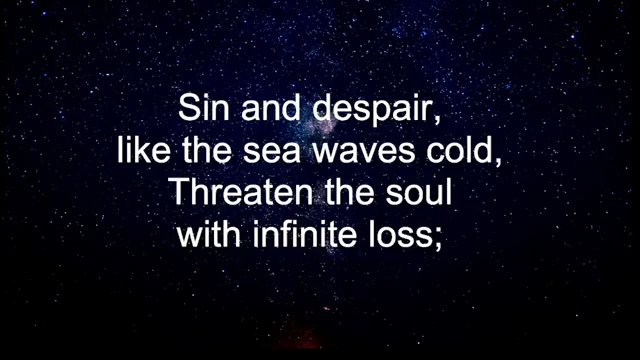 Sin and despair,
like the sea waves cold,
Threaten the soul
with infinite loss;